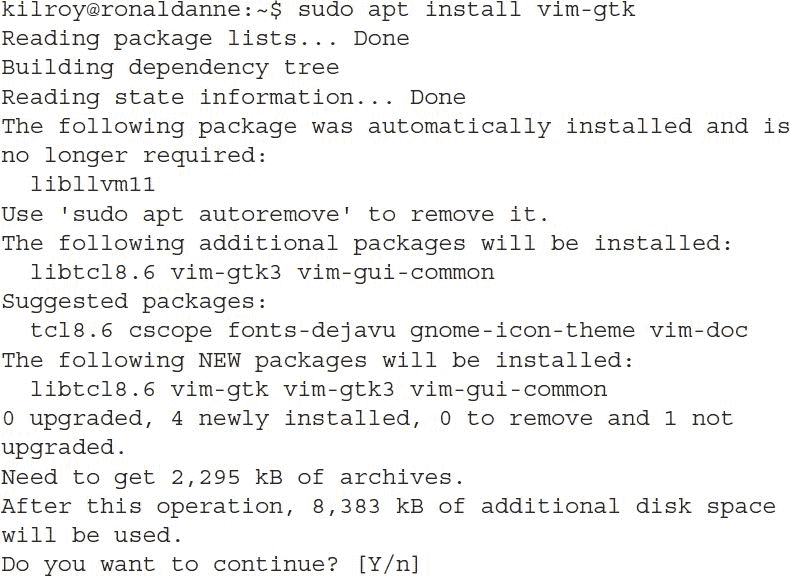 kilroy@ronaldanne:~$ sudo apt install vim-gtk
Reading package lists... Done
Building dependency tree
Reading state information... Done
The following package was automatically installed and is
no longer required:
  libllvm11
Use 'sudo apt autoremove' to remove it.
The following additional packages will be installed:
  libtcl8.6 vim-gtk3 vim-gui-common
Suggested packages:
  tcl8.6 cscope fonts-dejavu gnome-icon-theme vim-doc
The following NEW packages will be installed:
  libtcl8.6 vim-gtk vim-gtk3 vim-gui-common
0 upgraded, 4 newly installed, 0 to remove and 1 not
upgraded.
Need to get 2,295 kB of archives.
After this operation, 8,383 kB of additional disk space
will be used.
Do you want to continue? [Y/n]